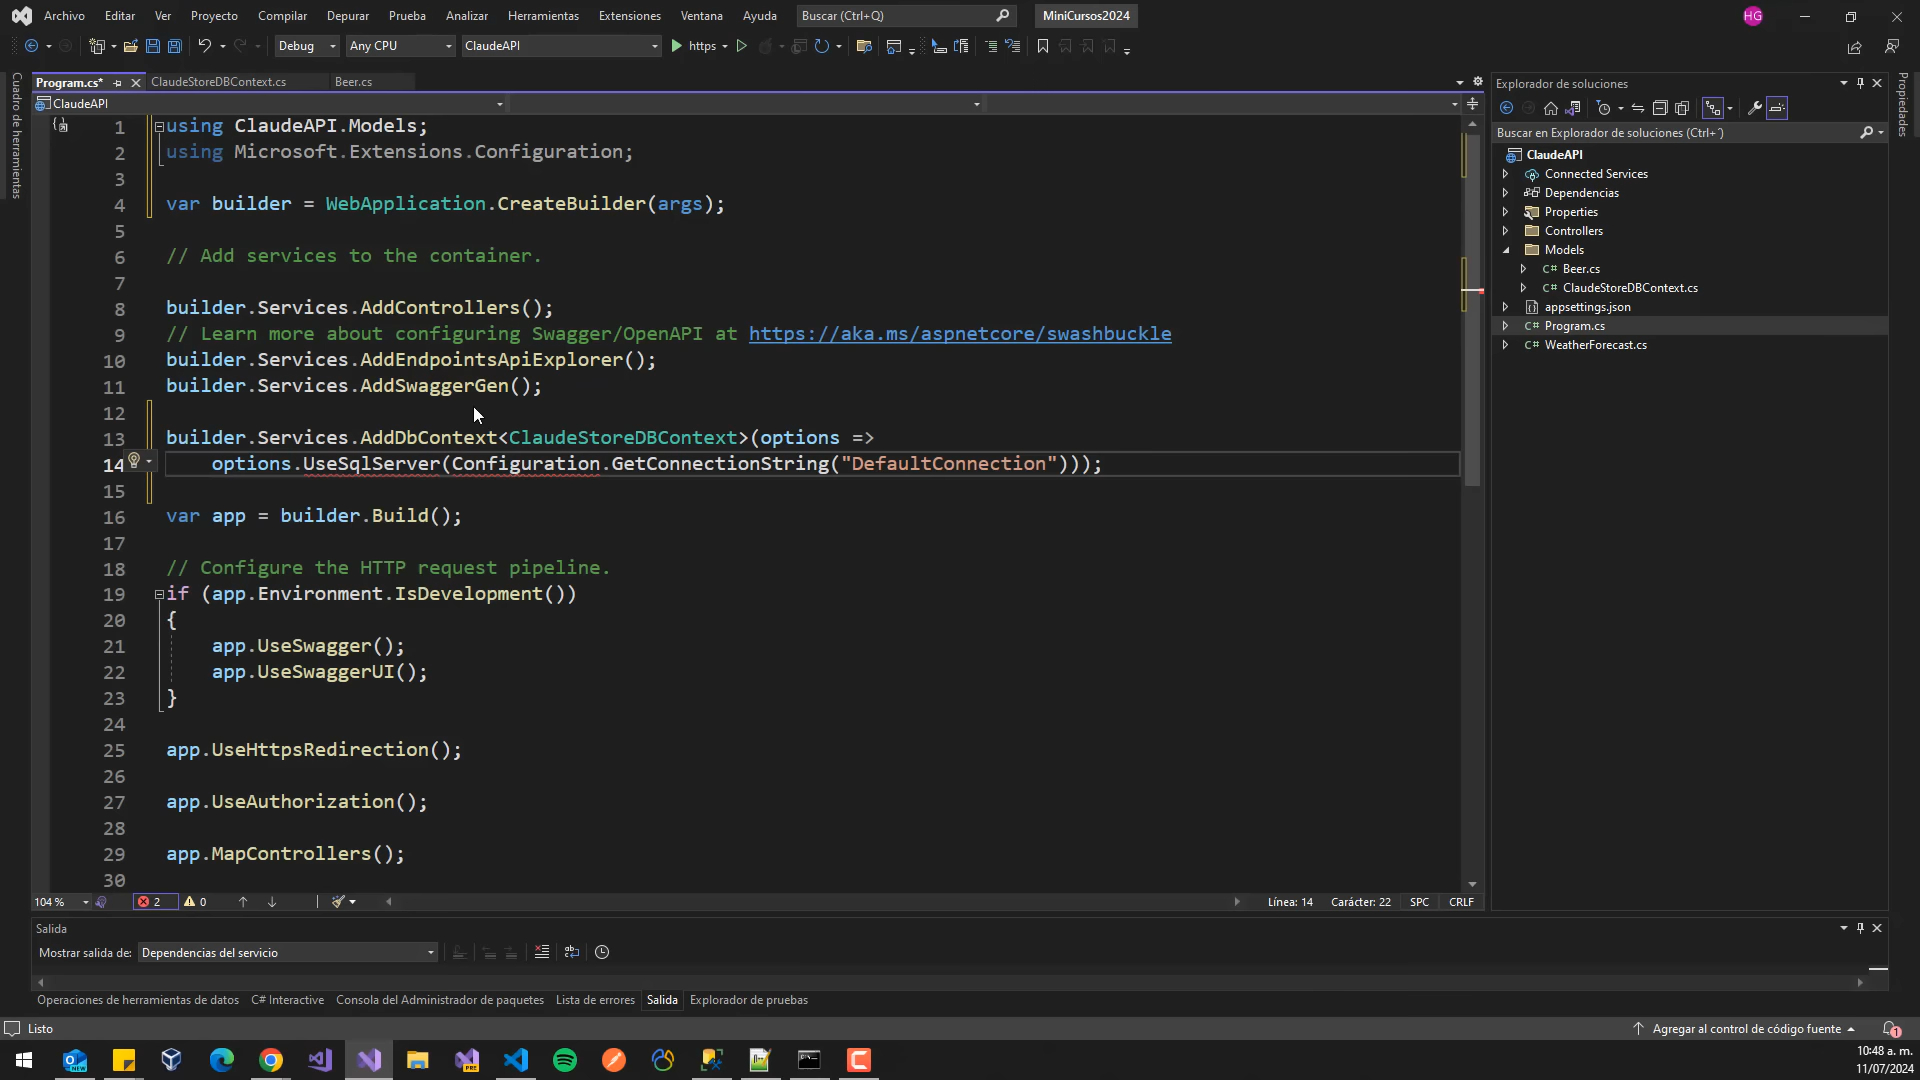 Archivo Editar Ver Proyecto Compilar Depurar Prueba Analizar Herramientas Extensiones Ventana Ayuda Buscar (Ctrl+Q) MiniCursos2024 HG
Debug Any CPU ClaudeAPI https
Cuadro de herramientas
Program.cs* ClaudeStoreDBContext.cs Beer.cs
ClaudeAPI
1 using ClaudeAPI.Models;
2 using Microsoft.Extensions.Configuration;
3
4 var builder = WebApplication.CreateBuilder(args);
5
6 // Add services to the container.
7
8 builder.Services.AddControllers();
9 // Learn more about configuring Swagger/OpenAPI at https://aka.ms/aspnetcore/swashbuckle
10 builder.Services.AddEndpointsApiExplorer();
11 builder.Services.AddSwaggerGen();
12
13 builder.Services.AddDbContext<ClaudeStoreDBContext>(options =>
14 options.UseSqlServer(Configuration.GetConnectionString("DefaultConnection")));
15
16 var app = builder.Build();
17
18 // Configure the HTTP request pipeline.
19 if (app.Environment.IsDevelopment())
20 {
21 app.UseSwagger();
22 app.UseSwaggerUI();
23 }
24
25 app.UseHttpsRedirection();
26
27 app.UseAuthorization();
28
29 app.MapControllers();
30
104 % 2 0 Línea: 14 Carácter: 22 SPC CRLF
Explorador de soluciones
Buscar en Explorador de soluciones (Ctrl+´)
ClaudeAPI
Connected Services
Dependencias
Properties
Controllers
Models
C# Beer.cs
C# ClaudeStoreDBContext.cs
appsettings.json
C# Program.cs
C# WeatherForecast.cs
Propiedades
Salida
Mostrar salida de: Dependencias del servicio
Operaciones de herramientas de datos C# Interactive Consola del Administrador de paquetes Lista de errores Salida Explorador de pruebas
Listo Agregar al control de código fuente 1
NEW PRE
10:48 a. m.
11/07/2024